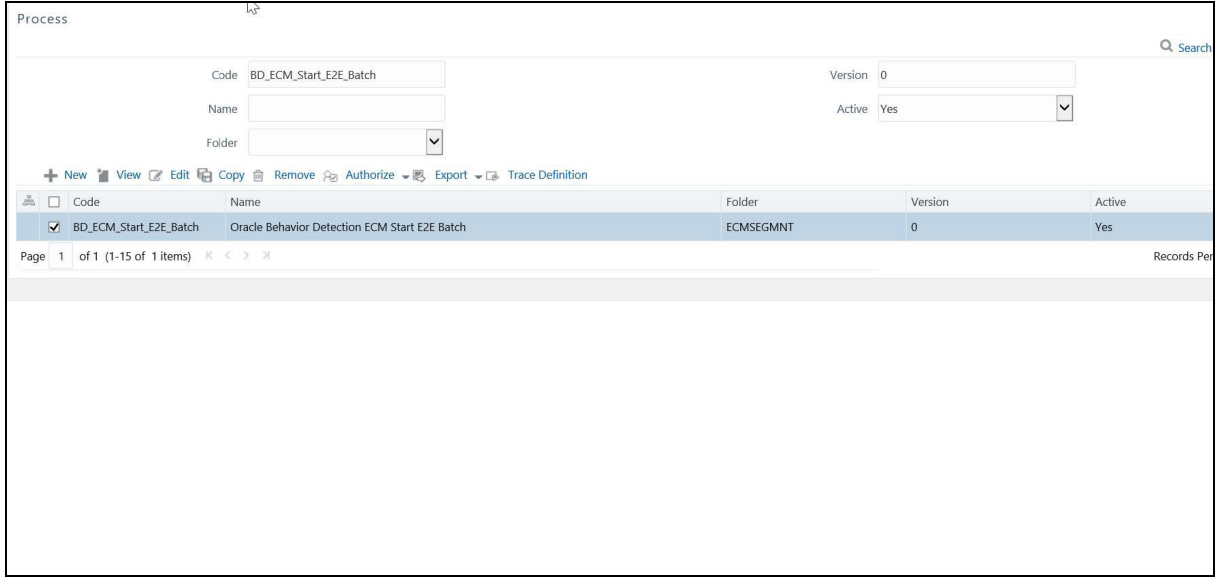 Process
Search
Code BD_ECM_Start_E2E_Batch Version 0
Name Active Yes
Folder
New View Edit Copy Remove Authorize Export Trace Definition
Code Name Folder Version Active
BD_ECM_Start_E2E_Batch Oracle Behavior Detection ECM Start E2E Batch ECMSEGMNT 0 Yes
Page 1 of 1 (1-15 of 1 items) Records Per